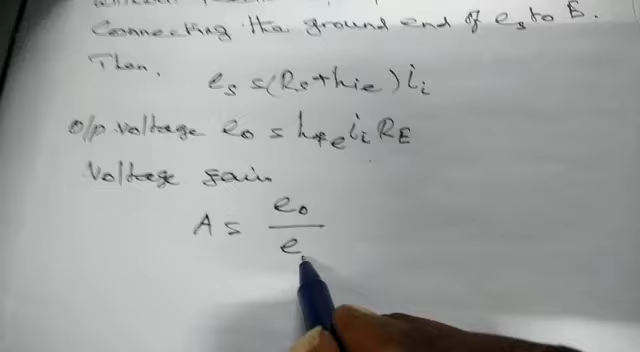 Connecting the ground end of es to E.
Then,
es = (Rs + hie) ii
o/p voltage eo = hfe ii RE
Voltage gain
A = eo
e